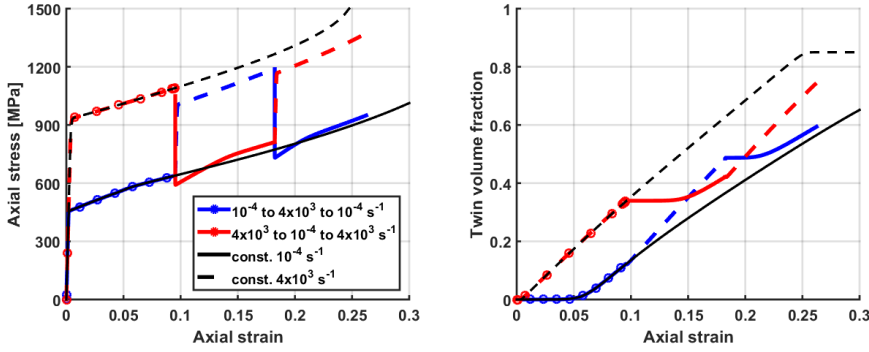 1500
1200
900
600
300
0
Axial stress [MPa]
10-4 to 4x103 to 10-4 s-1
4x103 to 10-4 to 4x103 s-1
const. 10-4 s-1
const. 4x103 s-1
0 0.05 0.1 0.15 0.2 0.25 0.3
Axial strain
1
0.8
0.6
0.4
0.2
0
Twin volume fraction
0 0.05 0.1 0.15 0.2 0.25 0.3
Axial strain